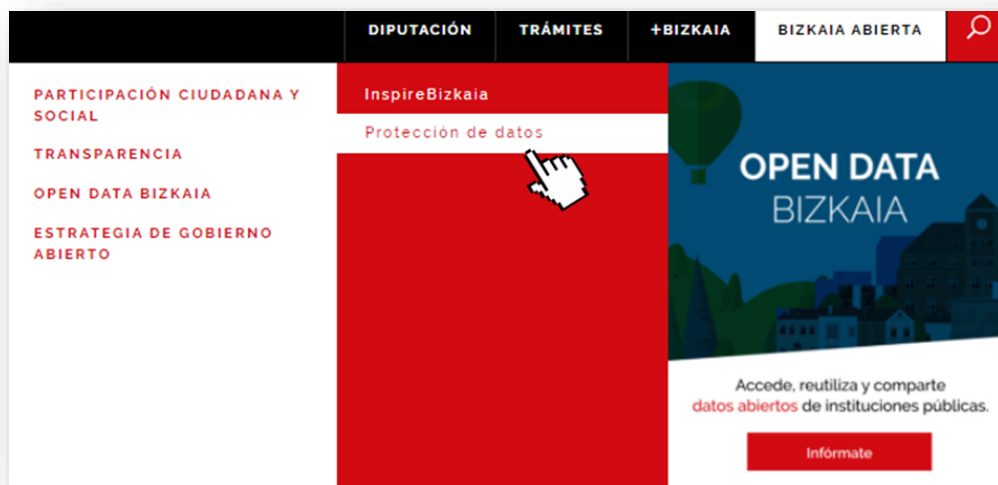 DIPUTACIÓN TRÁMITES +BIZKAIA BIZKAIA ABIERTA
PARTICIPACIÓN CIUDADANA Y
SOCIAL
TRANSPARENCIA
OPEN DATA BIZKAIA
ESTRATEGIA DE GOBIERNO
ABIERTO
InspireBizkaia
Protección de datos
OPEN DATA
BIZKAIA
Accede, reutiliza y comparte
datos abiertos de instituciones públicas.
Infórmate